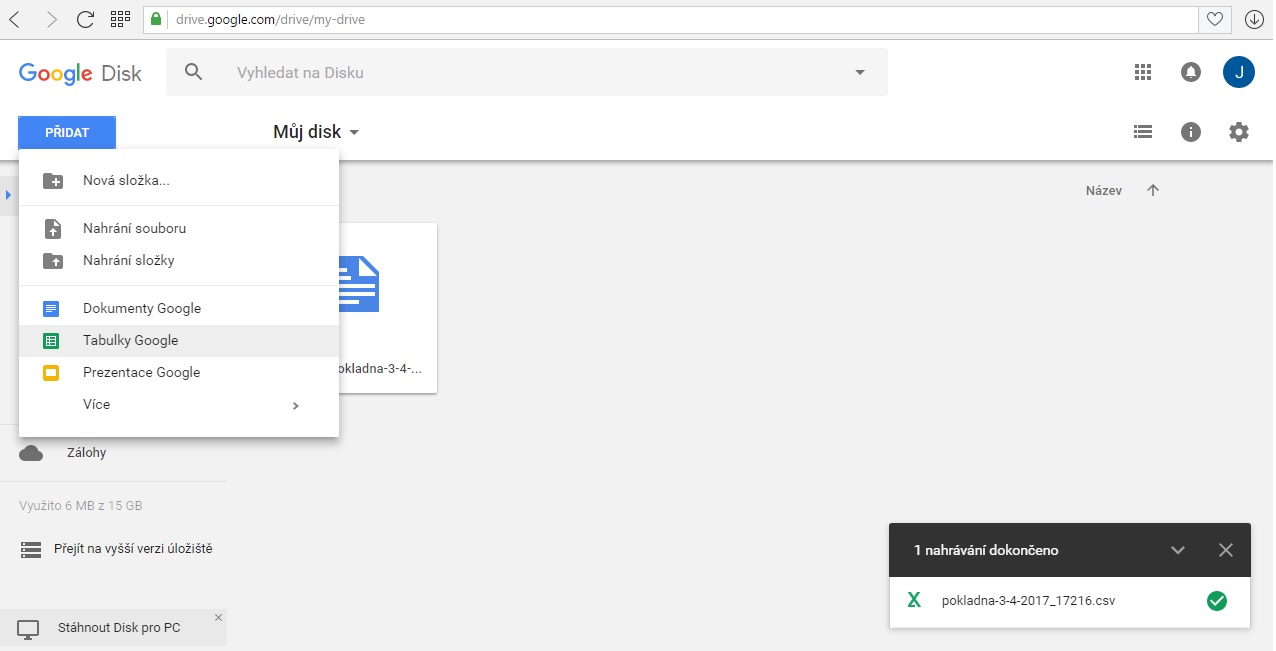 drive.google.com/drive/my-drive
Google Disk
Vyhledat na Disku
J
PŘIDAT
Můj disk
Nová složka...
Název
Nahrání souboru
Nahrání složky
Dokumenty Google
Tabulky Google
Prezentace Google
Více
okladna-3-4-...
Zálohy
Využito 6 MB z 15 GB
Přejít na vyšší verzi úložiště
Stáhnout Disk pro PC
1 nahrávání dokončeno
pokladna-3-4-2017_17216.csv